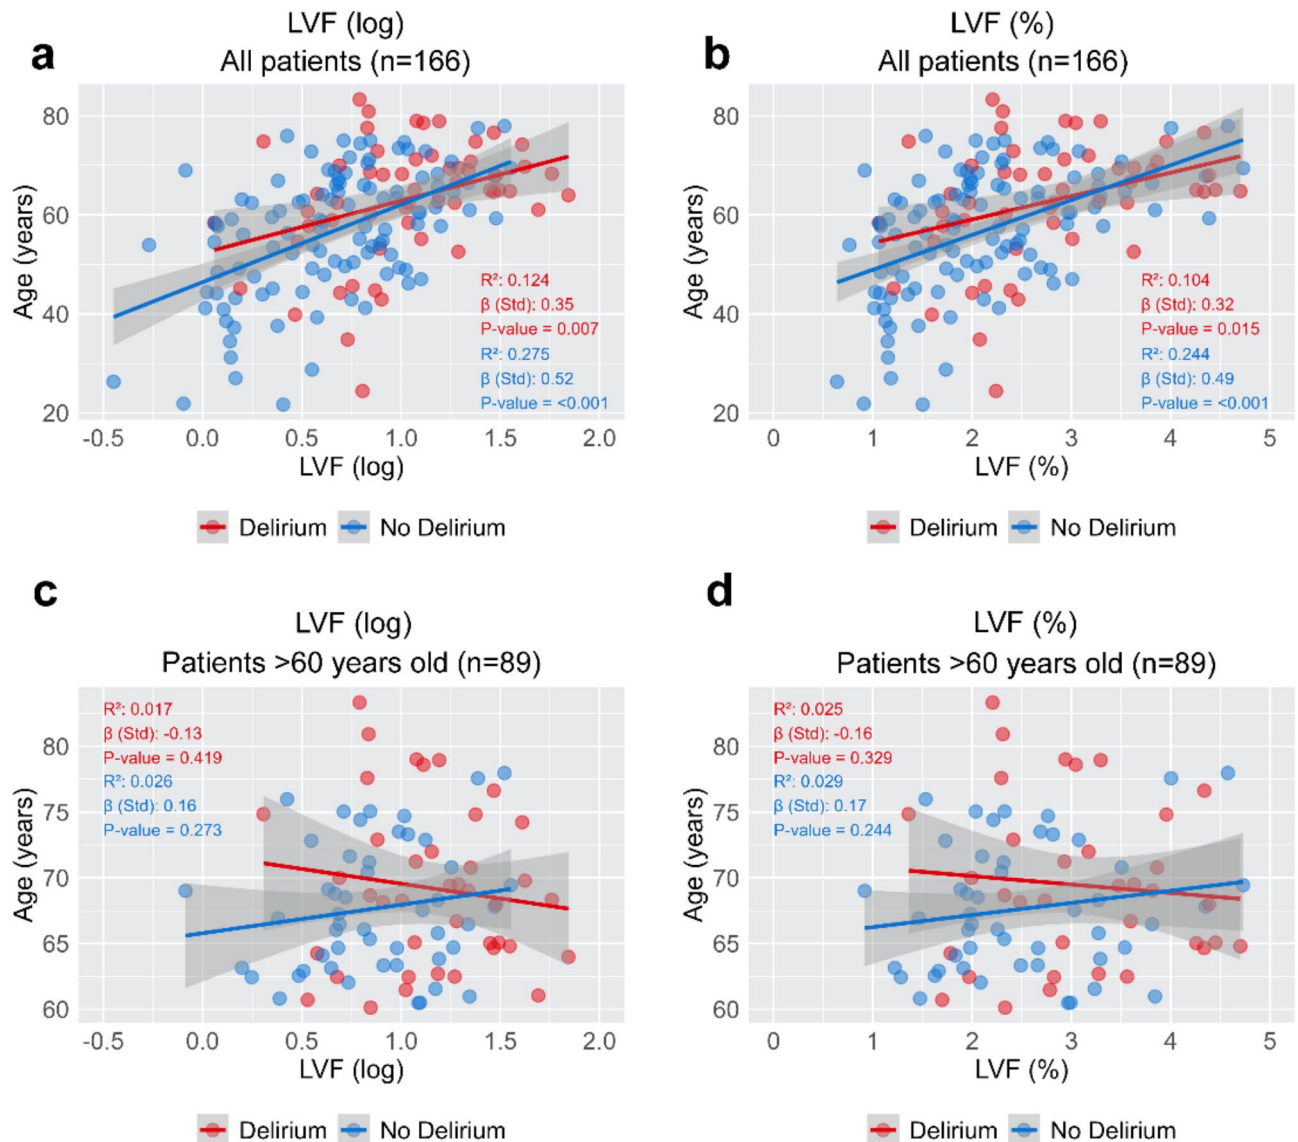 LVF (log)
a All patients (n=166)
80
60
40
20
Age (years)
R²: 0.124
β (Std): 0.35
P-value = 0.007
R²: 0.275
β (Std): 0.52
P-value = <0.001
-0.5 0.0 0.5 1.0 1.5 2.0
LVF (log)
Delirium No Delirium
LVF (%)
b All patients (n=166)
80
60
40
20
Age (years)
R²: 0.104
β (Std): 0.32
P-value = 0.015
R²: 0.244
β (Std): 0.49
P-value = <0.001
0 1 2 3 4 5
LVF (%)
Delirium No Delirium
c
LVF (log)
Patients >60 years old (n=89)
R²: 0.017
β (Std): -0.13
P-value = 0.419
R²: 0.026
β (Std): 0.16
P-value = 0.273
80
75
70
65
60
Age (years)
-0.5 0.0 0.5 1.0 1.5 2.0
LVF (log)
Delirium No Delirium
d
LVF (%)
Patients >60 years old (n=89)
R²: 0.025
β (Std): -0.16
P-value = 0.329
R²: 0.029
β (Std): 0.17
P-value = 0.244
80
75
70
65
60
Age (years)
0 1 2 3 4 5
LVF (%)
Delirium No Delirium